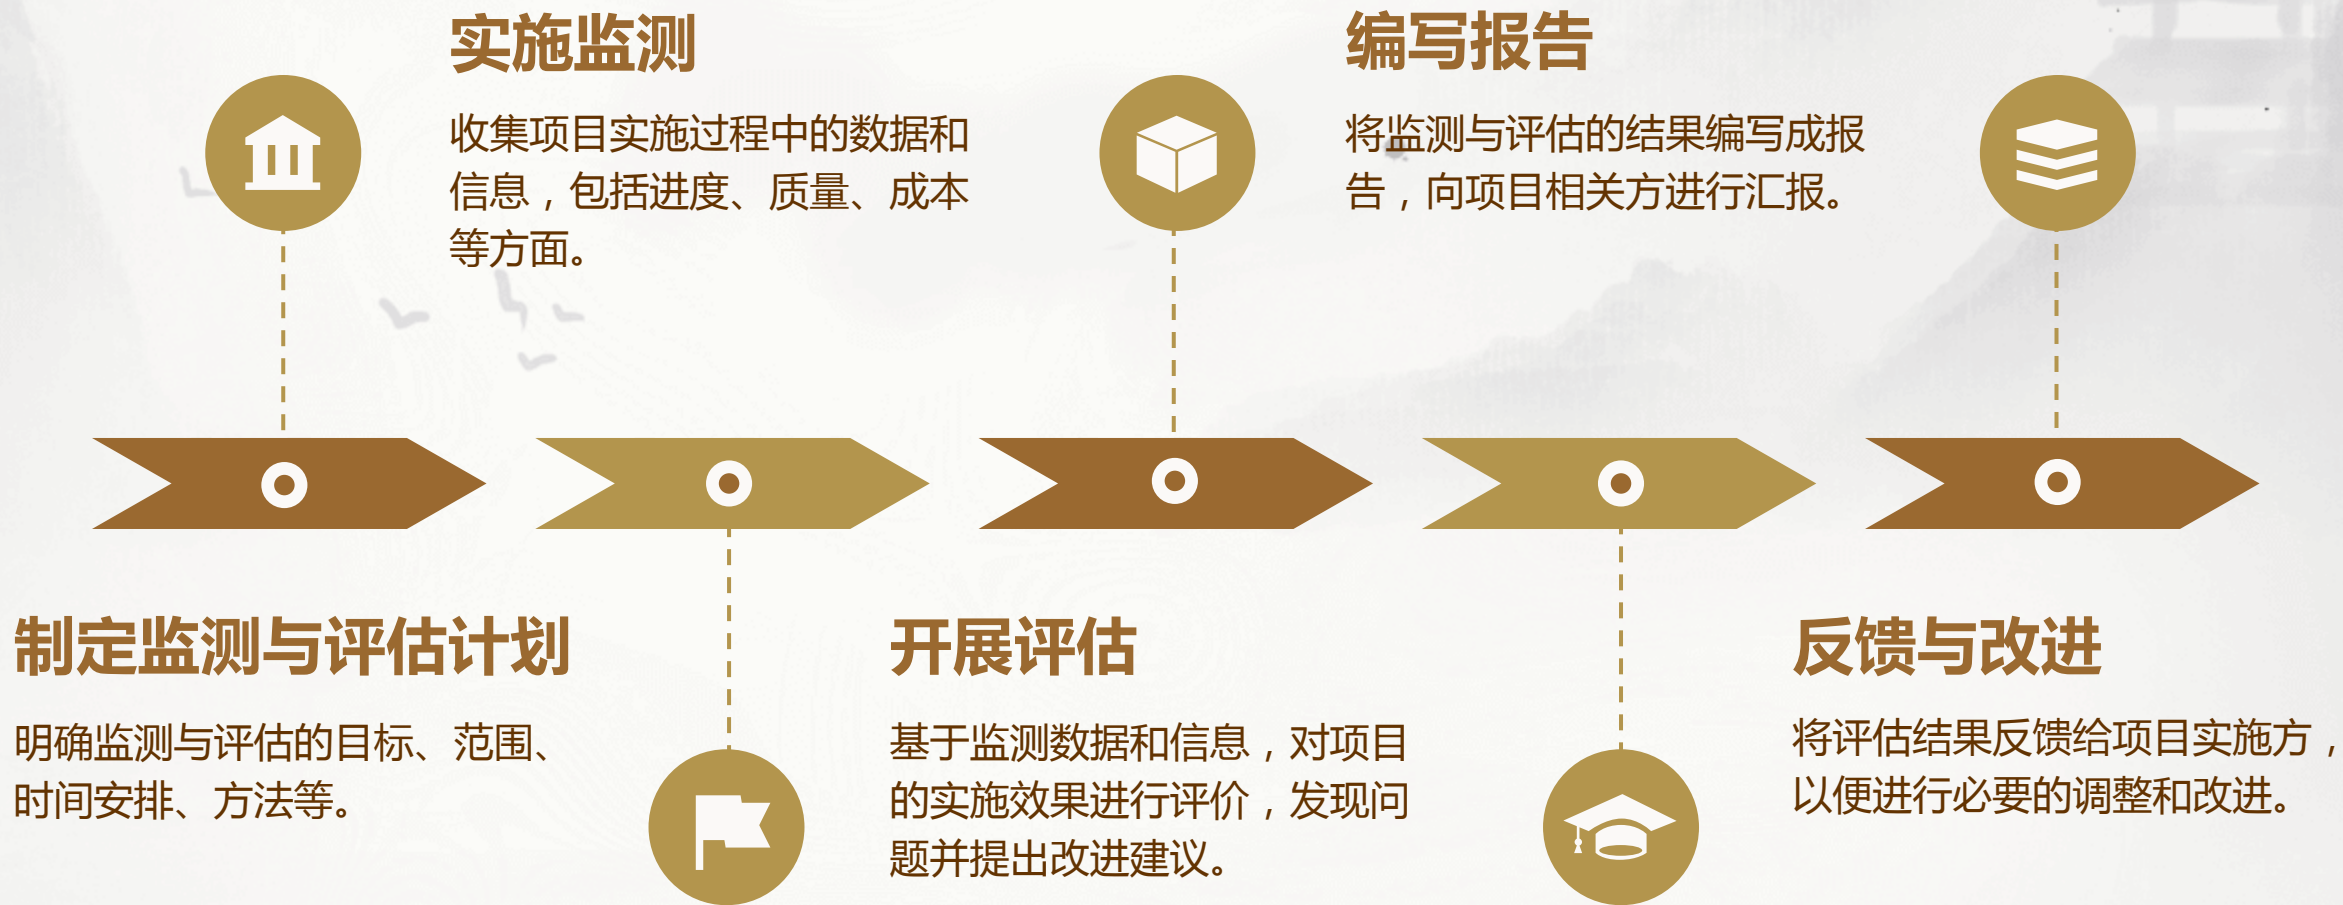 制定监测与评估计划
明确监测与评估的目标、范围、
时间安排、方法等。
实施监测
收集项目实施过程中的数据和
信息，包括进度、质量、成本
等方面。
开展评估
基于监测数据和信息，对项目
的实施效果进行评价，发现问
题并提出改进建议。
编写报告
将监测与评估的结果编写成报
告，向项目相关方进行汇报。
反馈与改进
将评估结果反馈给项目实施方，
以便进行必要的调整和改进。